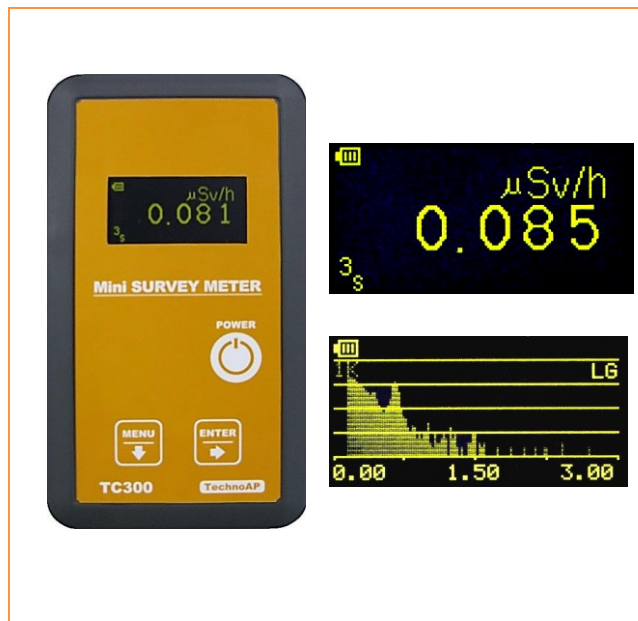 μSv/h
0.081
3s
Mini SURVEY METER
POWER
MENU
ENTER
TC300
TechnoAP
μSv/h
0.085
3s
1K
LG
0.00 1.50 3.00